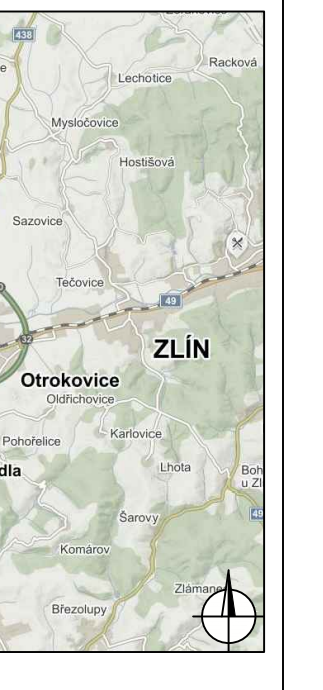 438
Racková
Lechotice
Mysločovice
Hostišová
Sazovice
Tečovice
49
32
ZLÍN
Otrokovice
Oldřichovice
Karlovice
Pohořelice
Lhota
dla
Boh
u Zl
49
Šarovy
Komárov
Zlámane
Březolupy